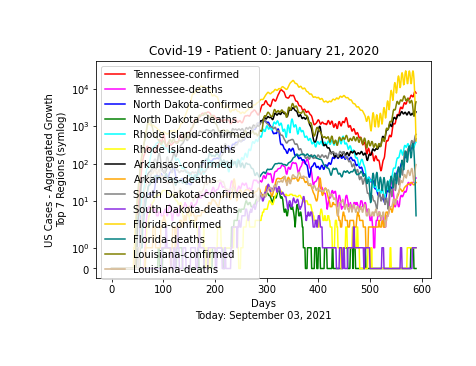 Covid-19 - Patient 0: January 21, 2020
US Cases - Aggregated Growth
Top 7 Regions (symlog)
10⁴
10³
10²
10¹
10⁰
0
Tennessee-confirmed
Tennessee-deaths
North Dakota-confirmed
North Dakota-deaths
Rhode Island-confirmed
Rhode Island-deaths
Arkansas-confirmed
Arkansas-deaths
South Dakota-confirmed
South Dakota-deaths
Florida-confirmed
Florida-deaths
Louisiana-confirmed
Louisiana-deaths
0 100 200 300 400 500 600
Days
Today: September 03, 2021